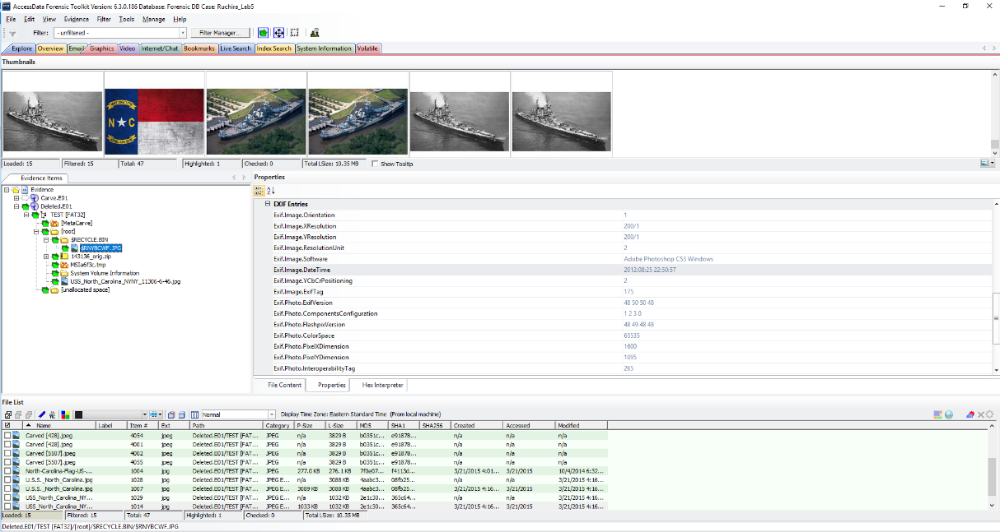 AccessData Forensic Toolkit Version: 6.3.0.186 Database: Forensic DB Case: Ruchira_Lab5
File Edit View Evidence Filter Tools Manage Help
Filter: - unfiltered - Filter Manager...
Explore Overview Email Graphics Video Internet/Chat Bookmarks Live Search Index Search System Information Volatile
Thumbnails
N C
Loaded: 15 Filtered: 15 Total: 47 Highlighted: 1 Checked: 0 Total LSize: 10.35 MB Show Tooltip
Evidence Items
Evidence
Carve.E01
Deleted.E01
TEST [FAT32]
[MetaCarve]
[root]
$RECYCLE.BIN
$RNYBCWF.JPG
143136_orig.zip
MSIa6f3c.tmp
System Volume Information
USS_North_Carolina_NYNY_11306-6-46.jpg
[unallocated space]
Properties
EXIF Entries
Exif.Image.Orientation 1
Exif.Image.XResolution 200/1
Exif.Image.YResolution 200/1
Exif.Image.ResolutionUnit 2
Exif.Image.Software Adobe Photoshop CS3 Windows
Exif.Image.DateTime 2012:08:25 22:50:57
Exif.Image.YCbCrPositioning 2
Exif.Image.ExifTag 175
Exif.Photo.ExifVersion 48 50 50 48
Exif.Photo.ComponentsConfiguration 1 2 3 0
Exif.Photo.FlashpixVersion 48 49 48 48
Exif.Photo.ColorSpace 65535
Exif.Photo.PixelXDimension 1600
Exif.Photo.PixelYDimension 1095
Exif.Photo.InteroperabilityTag 265
File Content Properties Hex Interpreter
File List
Normal Display Time Zone: Eastern Standard Time (From local machine)
Name Label Item # Ext Path Category P-Size L-Size MD5 SHA1 SHA256 Created Accessed Modified
Carved [428].jpeg 4054 jpeg Deleted.E01/TEST [FAT... JPEG n/a 3829 B b0351c... e91878... n/a n/a n/a
Carved [428].jpeg 4001 jpeg Deleted.E01/TEST [FAT... JPEG n/a 3829 B b0351c... e91878... n/a n/a n/a
Carved [5507].jpeg 4002 jpeg Deleted.E01/TEST [FAT... JPEG n/a 3829 B b0351c... e91878... n/a n/a n/a
Carved [5507].jpeg 4055 jpeg Deleted.E01/TEST [FAT... JPEG n/a 3829 B b0351c... e91878... n/a n/a n/a
North-Carolina-Flag-US-... 1004 jpg Deleted.E01/TEST [FAT... JPEG 277.0 KB 276.1 KB 7f0e07... f4113d... 3/21/2015 4:01... 3/21/2015 10/4/2014 6:32...
U.S.S._North_Carolina.jpg 1028 jpg Deleted.E01/TEST [FAT... JPEG E... n/a 3088 KB 4aabc3... 08fb25... n/a n/a 3/21/2015 4:16...
U.S.S._North_Carolina.jpg 1007 jpg Deleted.E01/TEST [FAT... JPEG E... 3089 KB 3088 KB 4aabc3... 08fb25... 3/21/2015 4:16... 3/21/2015 3/21/2015 4:16...
USS_North_Carolina_NY... 1029 jpg Deleted.E01/TEST [FAT... JPEG E... n/a 1032 KB 2e1c30... 365c64... n/a n/a 3/21/2015 4:16...
USS_North_Carolina_NY... 1014 jpg Deleted.E01/TEST [FAT... JPEG E... 1033 KB 1032 KB 2e1c30... 365c64... 3/21/2015 4:16... 3/21/2015 3/21/2015 4:16...
Loaded: 15 Filtered: 15 Total: 47 Highlighted: 1 Checked: 0 Total LSize: 10.35 MB
Deleted.E01/TEST [FAT32]/[root]/$RECYCLE.BIN/$RNYBCWF.JPG